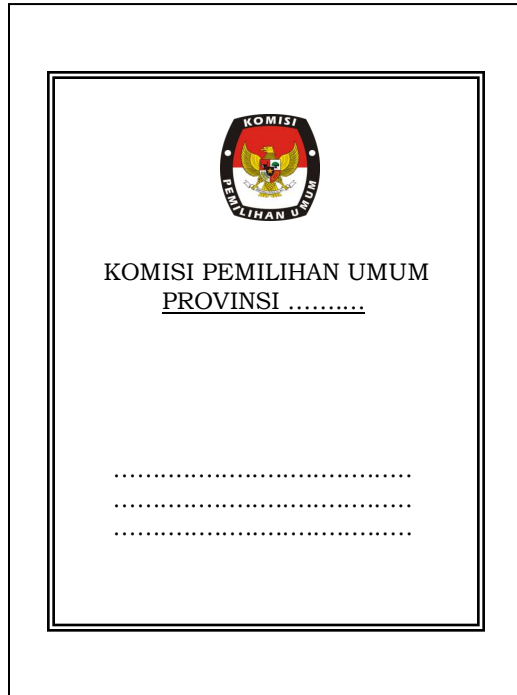 KOMISI
PEMILIHAN UMUM
KOMISI PEMILIHAN UMUM
PROVINSI ……….
…………………………………
…………………………………
…………………………………